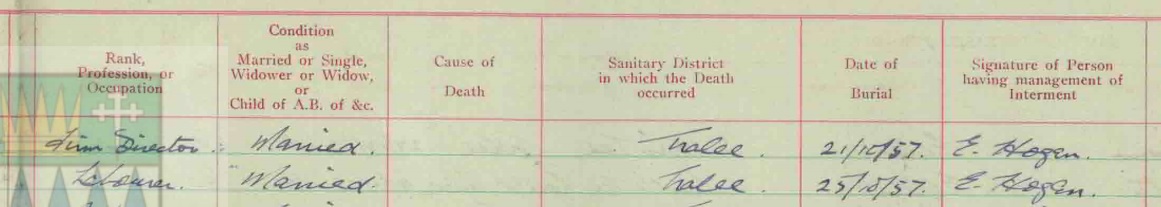 Rank, Profession, or Occupation
Condition as Married or Single, Widower or Widow, or Child of A.B. of &c.
Cause of Death
Sanitary District in which the Death occurred
Date of Burial
Signature of Person having management of Interment
Firm Director. Married. Tralee. 21/10/57. E. Hogan.
Labourer. Married. Tralee. 25/10/57. E. Hogan.